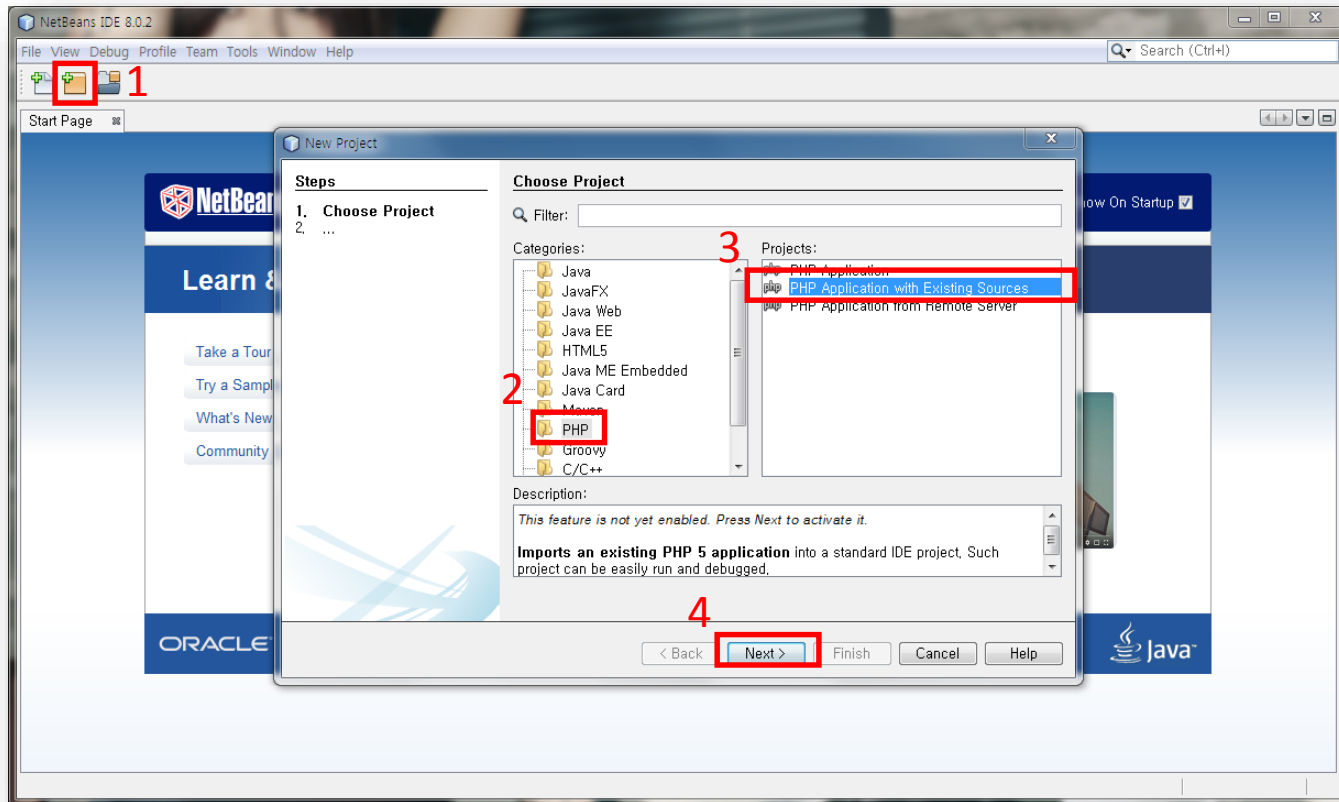 NetBeans IDE 8.0.2
File View Debug Profile Team Tools Window Help
Search (Ctrl+I)
1
Start Page
New Project
NetBean
Steps
1. Choose Project
2. ...
Choose Project
Filter:
how On Startup
Categories:
3
Projects:
Java
JavaFX
Java Web
Java EE
HTML5
Java ME Embedded
Java Card
Maven
2
PHP
Groovy
C/C++
php PHP Application
php PHP Application with Existing Sources
php PHP Application from Remote Server
Learn &
Take a Tour
Try a Sampl
What's New
Community
Description:
This feature is not yet enabled. Press Next to activate it.
Imports an existing PHP 5 application into a standard IDE project. Such
project can be easily run and debugged.
4
< Back
Next >
Finish
Cancel
Help
ORACLE
Java